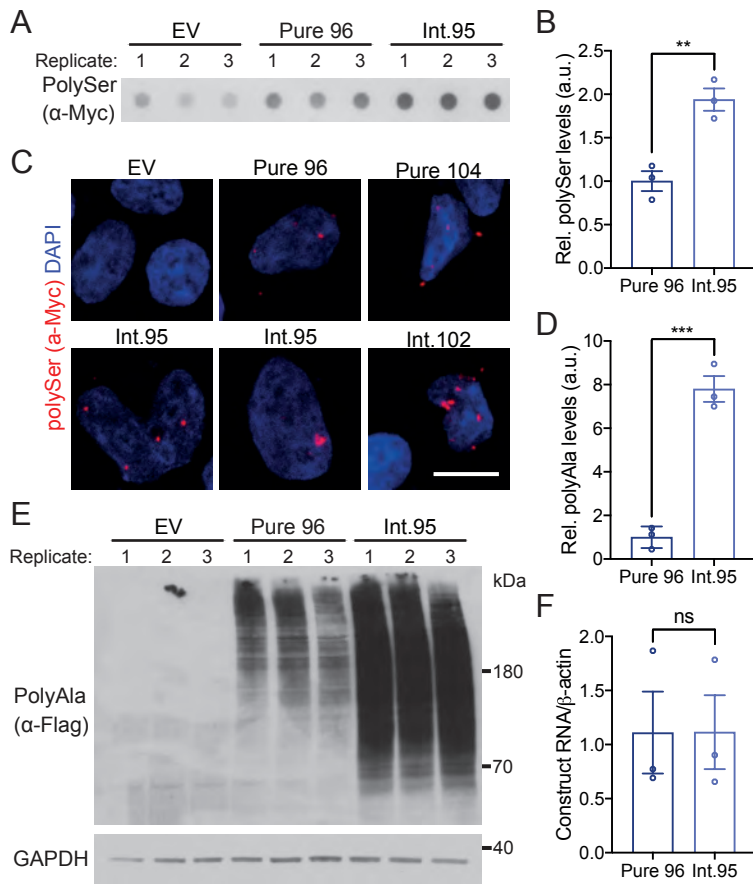 A
EV Pure 96 Int.95
Replicate: 1 2 3 1 2 3 1 2 3
PolySer
(α-Myc)
B
Rel. polySer levels (a.u.)
2.5
2.0
1.5
1.0
0.5
0.0
**
Pure 96 Int.95
C
polySer (a-Myc) DAPI
EV Pure 96 Pure 104
Int.95 Int.95 Int.102
D
Rel. polyAla levels (a.u.)
10
8
6
4
2
0
***
Pure 96 Int.95
E
EV Pure 96 Int.95
Replicate: 1 2 3 1 2 3 1 2 3
kDa
PolyAla
(α-Flag)
180
70
40
GAPDH
F
Construct RNA/β-actin
2.0
1.5
1.0
0.5
0.0
ns
Pure 96 Int.95